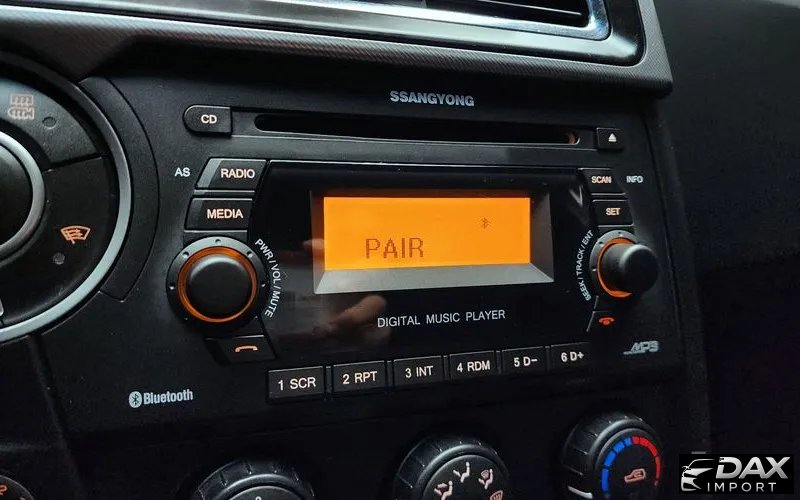 SSANGYONG
CD
AS
RADIO
SCAN
INFO
MEDIA
SET
PAIR
PWR / VOL / MUTE
SEEK / TRACK / ENT
DIGITAL MUSIC PLAYER
MP3
1 SCR
2 RPT
3 INT
4 RDM
5 D-
6 D+
Bluetooth
DAX
IMPORT